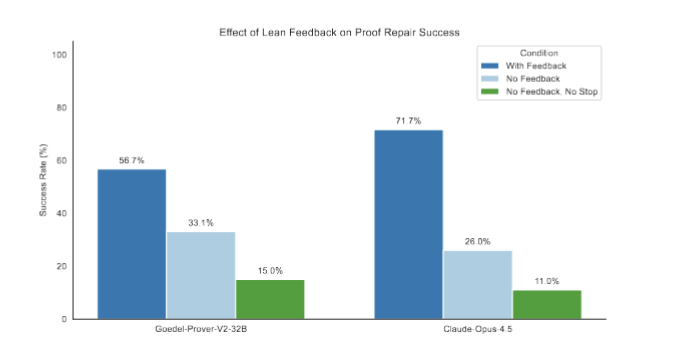 Effect of Lean Feedback on Proof Repair Success
Condition
With Feedback
No Feedback
No Feedback, No Stop
Success Rate (%)
100
80
60
40
20
0
56.7%
33.1%
15.0%
71.7%
26.0%
11.0%
Goedel-Prover-V2-32B
Claude-Opus-4.5